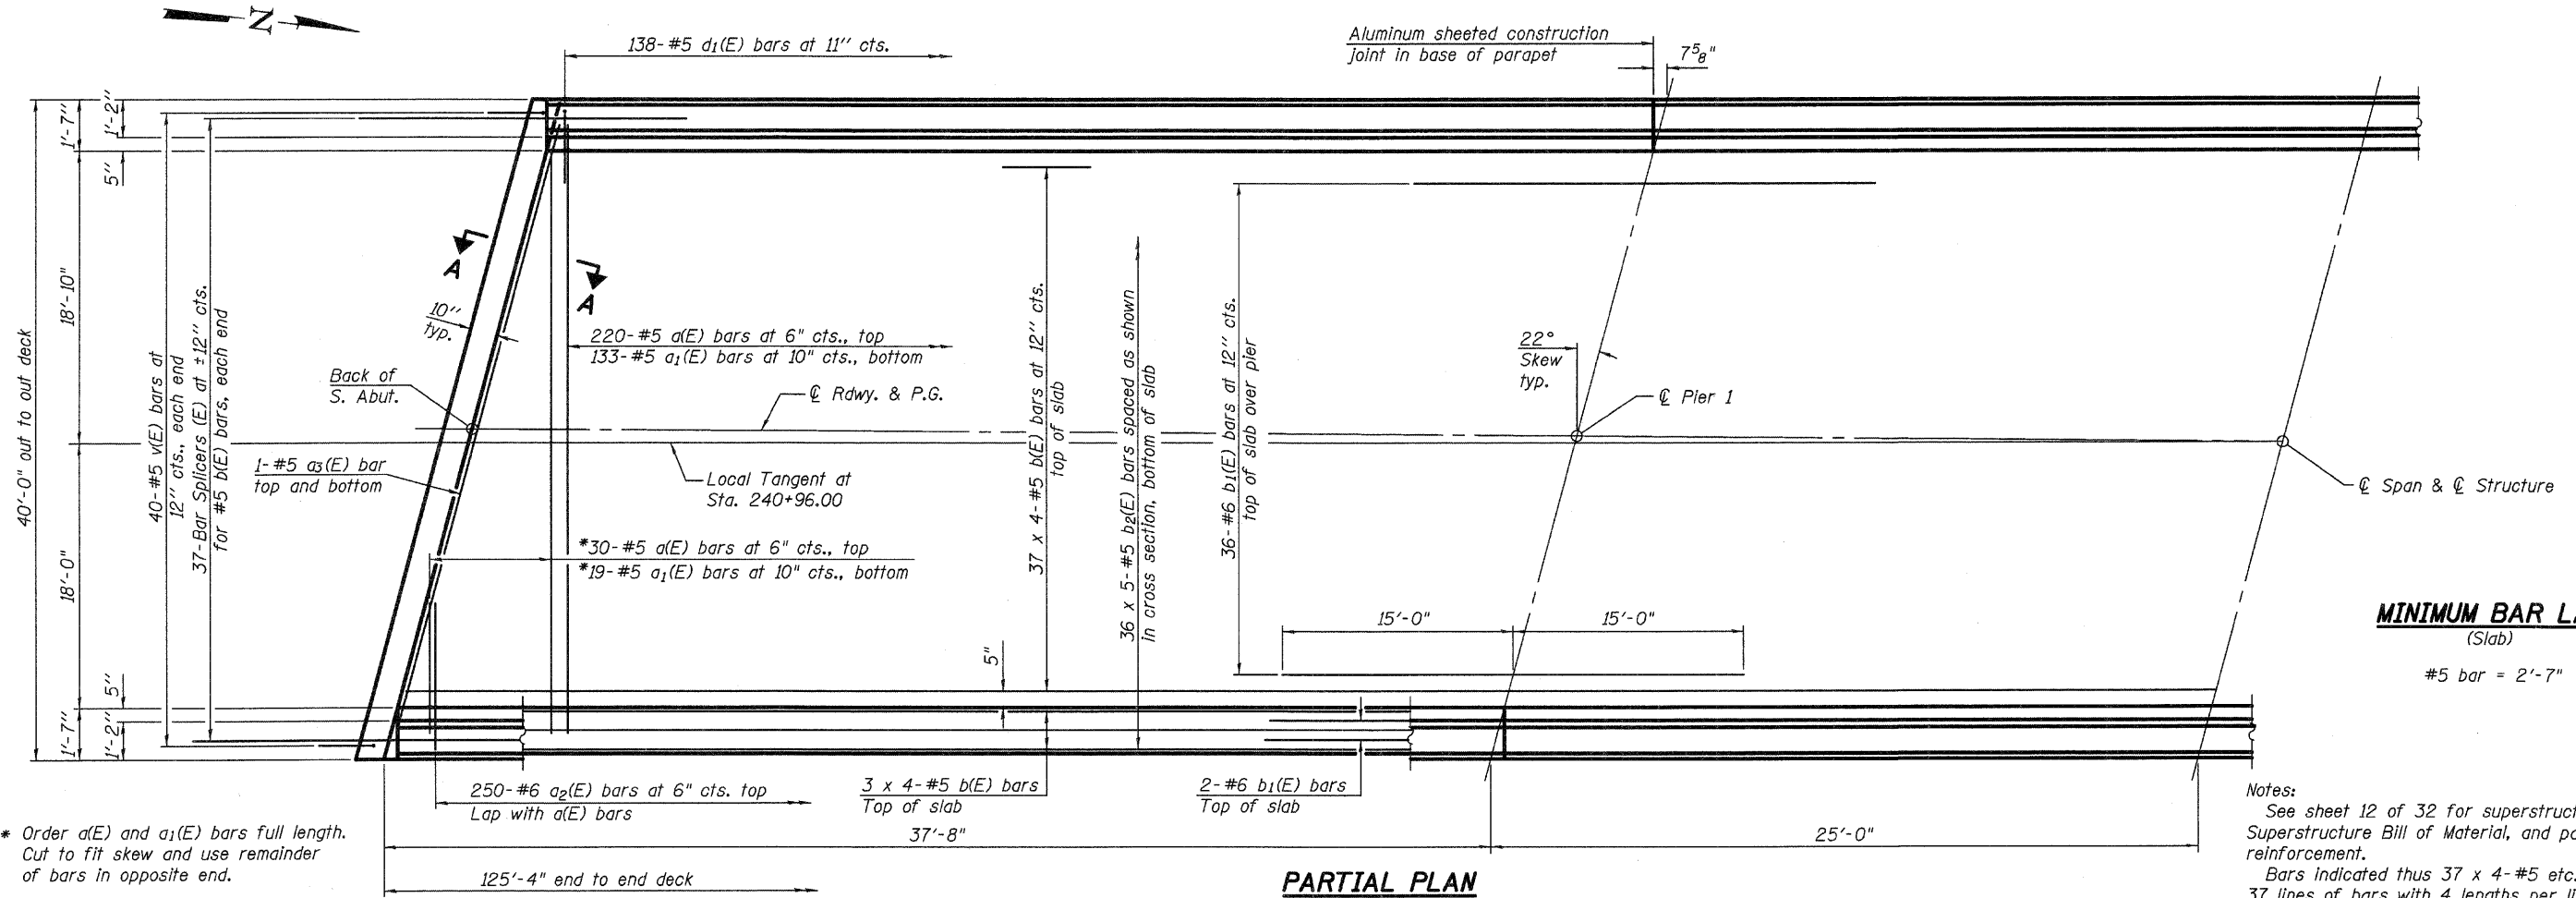 N
138-#5 d1(E) bars at 11" cts.
Aluminum sheeted construction
joint in base of parapet
7 5/8"
1'-7"
1'-2"
5"
40'-0" out to out deck
18'-10"
18'-0"
40-#5 v(E) bars at
12" cts., each end
37-Bar Splicers (E) at ±12" cts.
for #5 b(E) bars, each end
A
A
10"
typ.
220-#5 a(E) bars at 6" cts., top
133-#5 a1(E) bars at 10" cts., bottom
Back of
S. Abut.
℄ Rdwy. & P.G.
1-#5 a3(E) bar
top and bottom
Local Tangent at
Sta. 240+96.00
*30-#5 a(E) bars at 6" cts., top
*19-#5 a1(E) bars at 10" cts., bottom
37 x 4-#5 b(E) bars at 12" cts.
top of slab
36 x 5-#5 b2(E) bars spaced as shown
in cross section, bottom of slab
36-#6 b1(E) bars at 12" cts.
top of slab over pier
22°
Skew
typ.
℄ Pier 1
℄ Span & ℄ Structure
15'-0"
15'-0"
MINIMUM BAR LA
(Slab)
#5 bar = 2'-7"
5"
5"
1'-7"
1'-2"
250-#6 a2(E) bars at 6" cts. top
Lap with a(E) bars
3 x 4-#5 b(E) bars
Top of slab
2-#6 b1(E) bars
Top of slab
* Order a(E) and a1(E) bars full length.
Cut to fit skew and use remainder
of bars in opposite end.
37'-8"
25'-0"
125'-4" end to end deck
PARTIAL PLAN
Notes:
See sheet 12 of 32 for superstruct
Superstructure Bill of Material, and pa
reinforcement.
Bars indicated thus 37 x 4-#5 etc.
37 lines of bars with 4 lengths per li